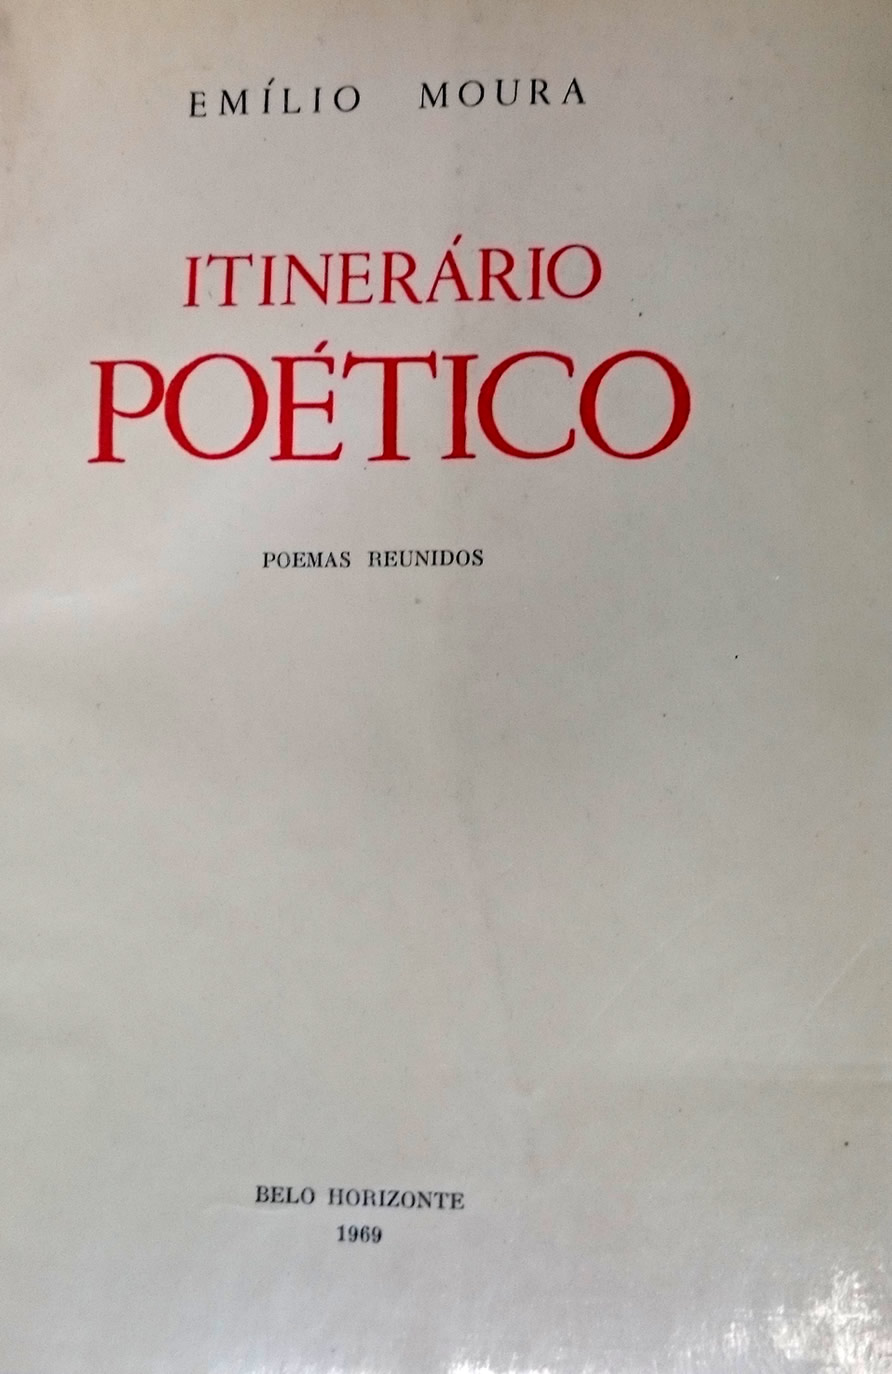 EMÍLIO MOURA
ITINERÁRIO
POÉTICO
POEMAS REUNIDOS
BELO HORIZONTE
1969